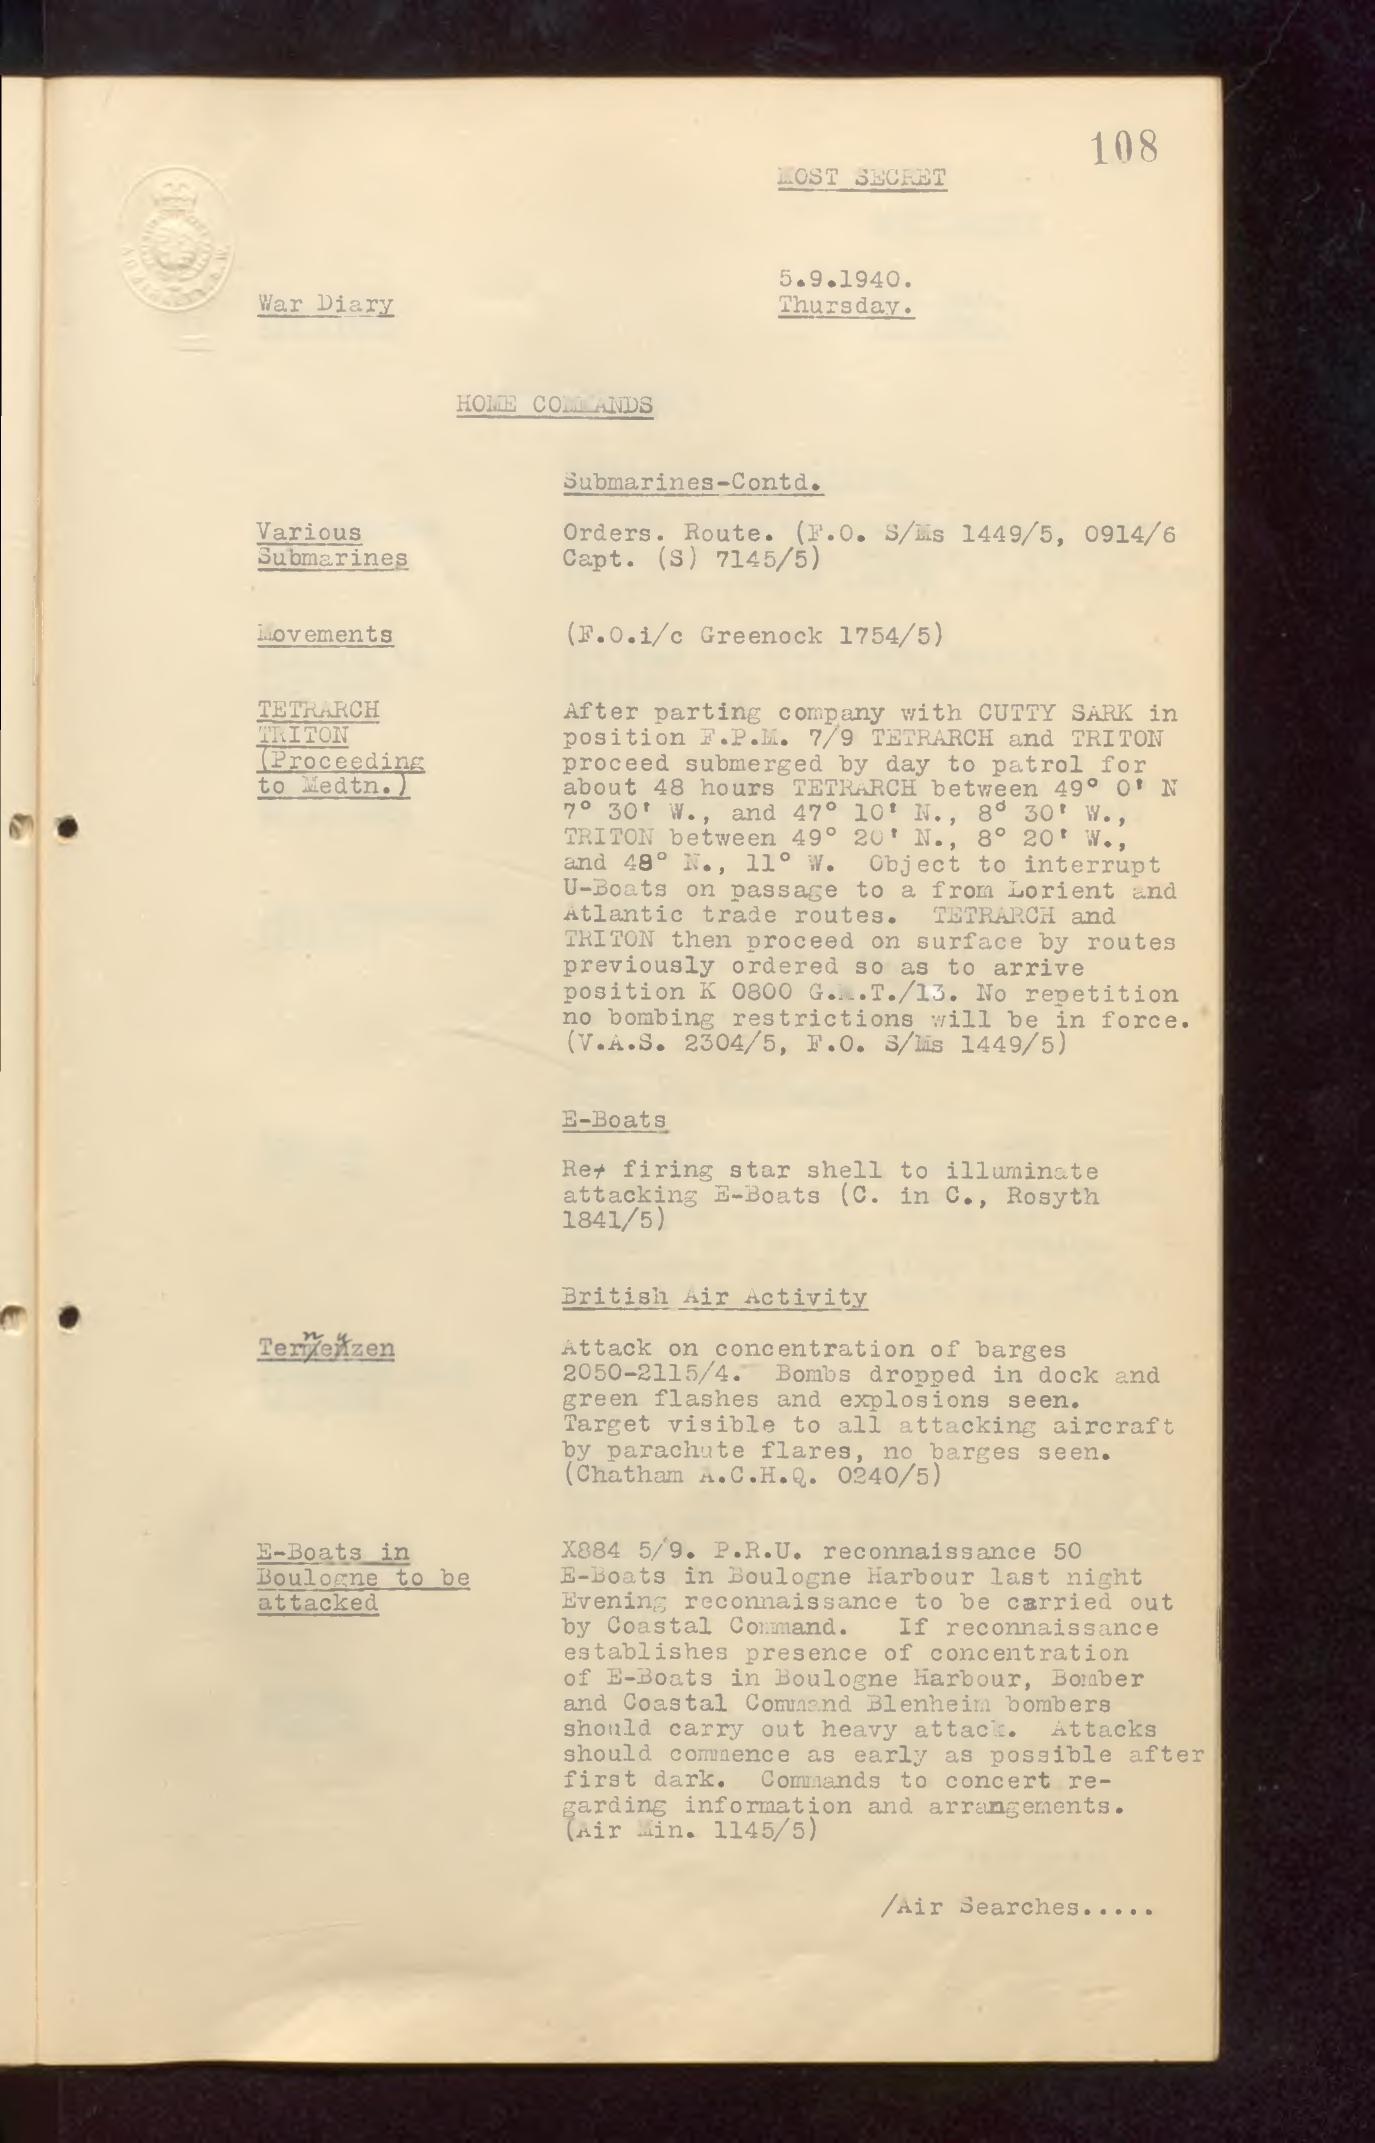 108
MOST SECRET
5.9.1940.
War Diary
Thursday.
HOME COMMANDS
Submarines-Contd.
Various
Submarines
Orders. Route. (F.O. S/Ms 1449/5, 0914/6
Capt. (S) 7145/5)
Movements
(F.O.i/c Greenock 1754/5)
TETRARCH
TRITON
(Proceeding
to Medtn.)
After parting company with CUTTY SARK in
position F.P.M. 7/9 TETRARCH and TRITON
proceed submerged by day to patrol for
about 48 hours TETRARCH between 49° 0' N
7° 30' W., and 47° 10' N., 8° 30' W.,
TRITON between 49° 20' N., 8° 20' W.,
and 48° N., 11° W. Object to interrupt
U-Boats on passage to a from Lorient and
Atlantic trade routes. TETRARCH and
TRITON then proceed on surface by routes
previously ordered so as to arrive
position K 0800 G.M.T./13. No repetition
no bombing restrictions will be in force.
(V.A.S. 2304/5, F.O. S/Ms 1449/5)
E-Boats
Re firing star shell to illuminate
attacking E-Boats (C. in C., Rosyth
1841/5)
British Air Activity
Terneyzen
Attack on concentration of barges
2050-2115/4. Bombs dropped in dock and
green flashes and explosions seen.
Target visible to all attacking aircraft
by parachute flares, no barges seen.
(Chatham A.C.H.Q. 0240/5)
E-Boats in
Boulogne to be
attacked
X884 5/9. P.R.U. reconnaissance 50
E-Boats in Boulogne Harbour last night
Evening reconnaissance to be carried out
by Coastal Command. If reconnaissance
establishes presence of concentration
of E-Boats in Boulogne Harbour, Bomber
and Coastal Command Blenheim bombers
should carry out heavy attack. Attacks
should commence as early as possible after
first dark. Commands to concert re-
garding information and arrangements.
(Air Min. 1145/5)
/Air Searches.....